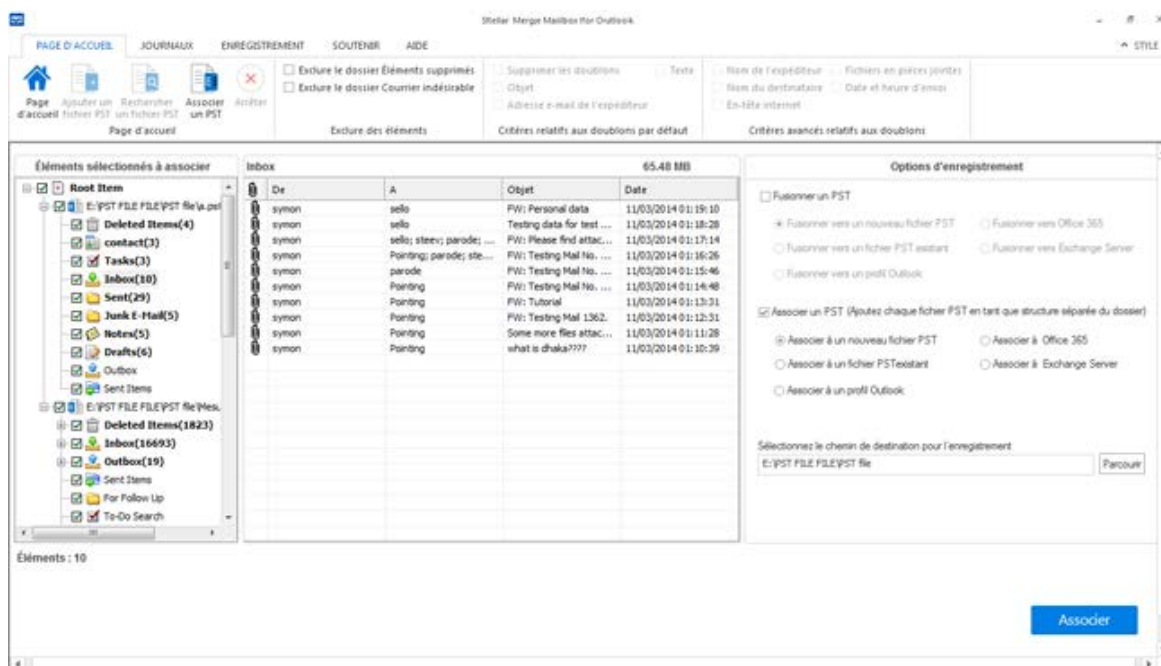 Stellar Merge Mailbox for Outlook
PAGE D'ACCUEIL JOURNAUX ENREGISTREMENT SOUTENIR AIDE STYLE
Page d'accueil
Ajouter un fichier PST
Rechercher un fichier PST
Associer un PST
Arrêter
Page d'accueil
Exclure le dossier Éléments supprimés
Exclure le dossier Courrier indésirable
Exclure des éléments
Supprimer les doublons Texte
Objet
Adresse e-mail de l'expéditeur
Critères relatifs aux doublons par défaut
Nom de l'expéditeur Fichiers en pièces jointes
Nom du destinataire Date et heure d'envoi
En-tête internet
Critères avancés relatifs aux doublons
Éléments sélectionnés à associer
Root Item
E:\PST FILE FILE\PST file\a.pst
Deleted Items(4)
contact(3)
Tasks(3)
Inbox(10)
Sent(29)
Junk E-Mail(5)
Notes(5)
Drafts(6)
Outbox
Sent Items
E:\PST FILE FILE\PST file\Mesu
Deleted Items(1823)
Inbox(16693)
Outbox(19)
Sent Items
For Follow Up
To-Do Search
Inbox 65.48 MB
De A Objet Date
symon sello FW: Personal data 11/03/2014 01:19:10
symon sello Testing data for test ... 11/03/2014 01:18:28
symon sello; steev; parode; ... FW: Please find attac... 11/03/2014 01:17:14
symon Pointing; parode; ste... FW: Testing Mail No. ... 11/03/2014 01:16:26
symon parode FW: Testing Mail No. ... 11/03/2014 01:15:46
symon Pointing FW: Testing Mail No. ... 11/03/2014 01:14:48
symon Pointing FW: Tutorial 11/03/2014 01:13:31
symon Pointing FW: Testing Mail 1362. 11/03/2014 01:12:31
symon Pointing Some more files attac... 11/03/2014 01:11:28
symon Pointing what is dhaka???? 11/03/2014 01:10:39
Options d'enregistrement
Fusionner un PST
Fusionner vers un nouveau fichier PST Fusionner vers Office 365
Fusionner vers un fichier PST existant Fusionner vers Exchange Server
Fusionner vers un profil Outlook
Associer un PST (Ajoutez chaque fichier PST en tant que structure séparée du dossier)
Associer à un nouveau fichier PST Associer à Office 365
Associer à un fichier PSTexistant Associer à Exchange Server
Associer à un profil Outlook
Sélectionnez le chemin de destination pour l'enregistrement
E:\PST FILE FILE\PST file Parcourir
Éléments : 10
Associer